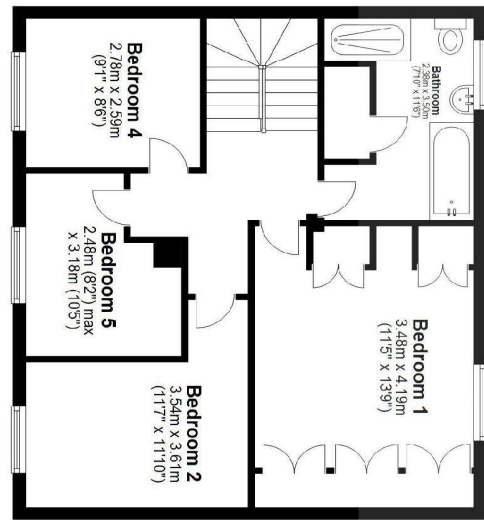 Bedroom 4
2.78m x 2.59m
(9'1" x 8'6")
Bathroom
2.38m x 3.50m
(7'10" x 11'6")
Bedroom 5
2.48m (8'2") max
x 3.18m (10'5")
Bedroom 1
3.48m x 4.19m
(11'5" x 13'9")
Bedroom 2
3.54m x 3.61m
(11'7" x 11'10")